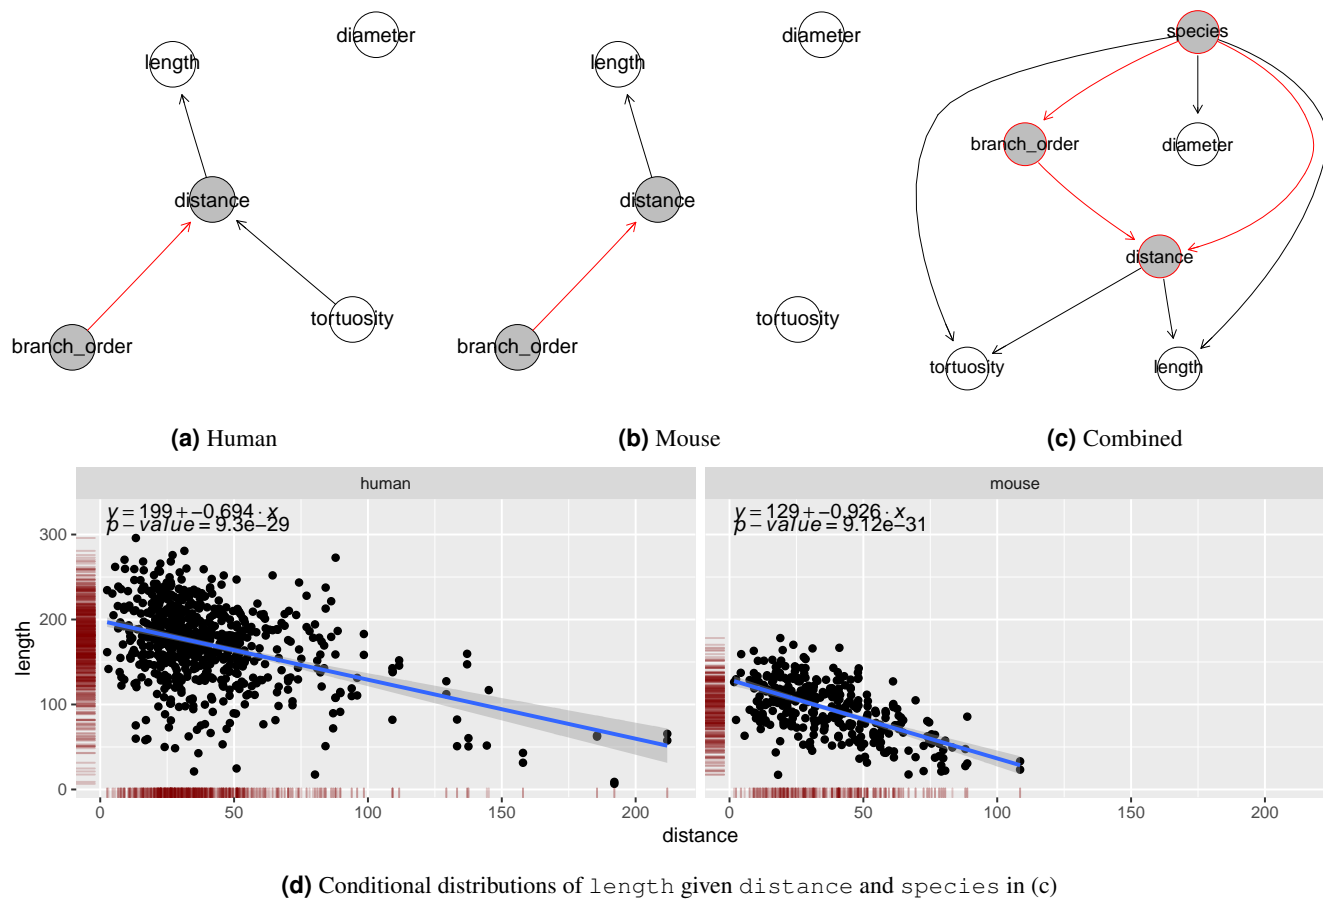 length
diameter
distance
tortuosity
branch_order
(a) Human
length
diameter
distance
tortuosity
branch_order
(b) Mouse
species
branch_order
diameter
distance
tortuosity
length
(c) Combined
human
mouse
y = 199 + −0.694 · x
p − value = 9.3e−29
y = 129 + −0.926 · x
p − value = 9.12e−31
300
200
100
0
length
0 50 100 150 200
0 50 100 150 200
distance
(d) Conditional distributions of length given distance and species in (c)